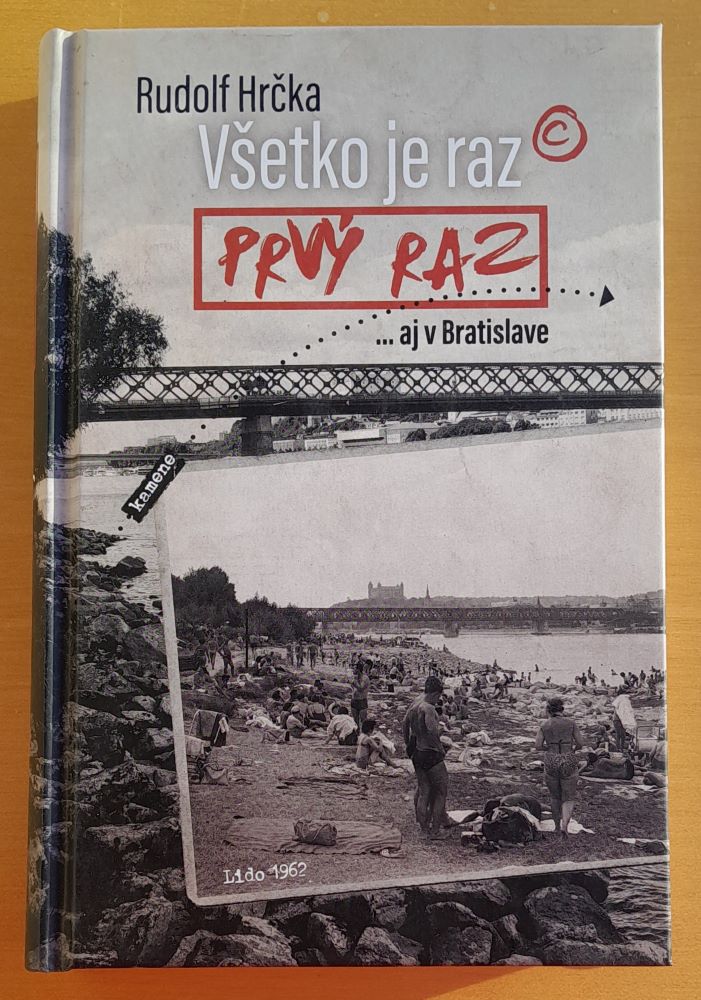 Rudolf Hrčka
Všetko je raz ©
PRVÝ RAZ
... aj v Bratislave
kamene
Lido 1962